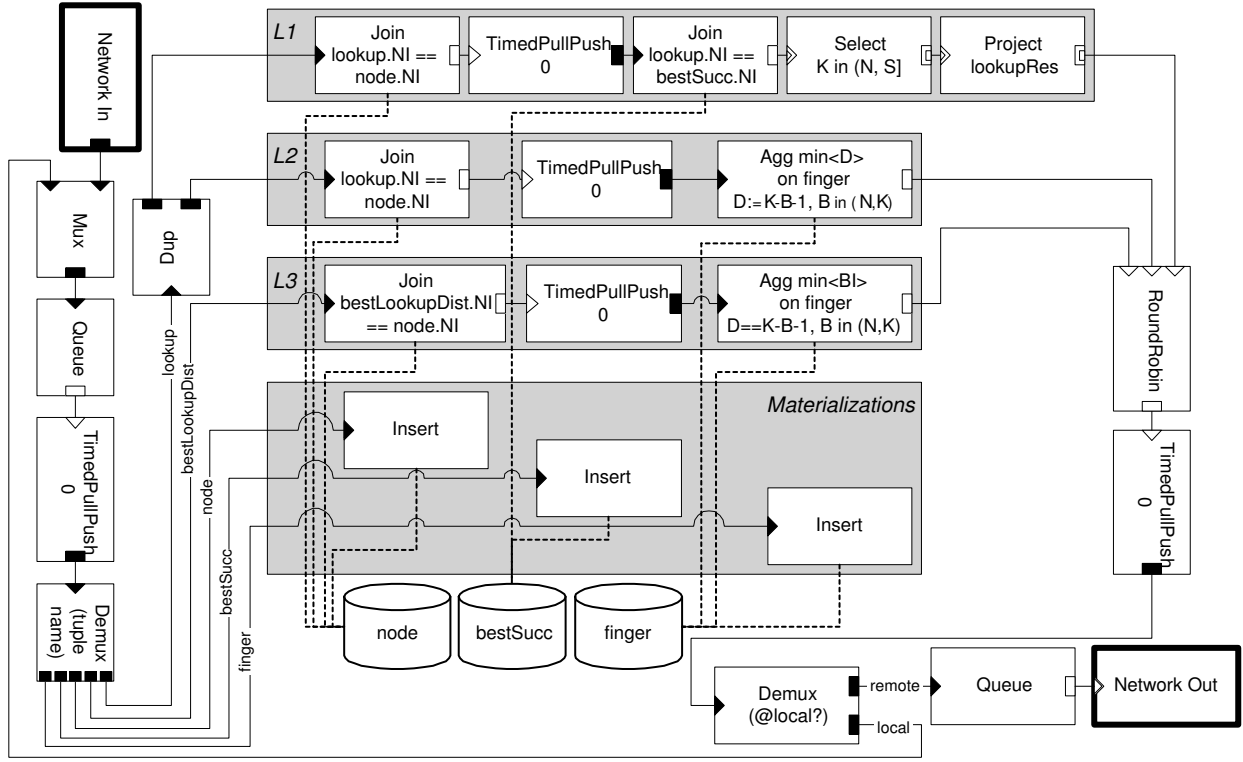 Network In
Mux
Queue
TimedPullPush
0
Demux
(tuple
name)
Dup
lookup
bestLookupDist
node
bestSucc
finger
L1
Join
lookup.NI ==
node.NI
TimedPullPush
0
Join
lookup.NI ==
bestSucc.NI
Select
K in (N, S]
Project
lookupRes
L2
Join
lookup.NI ==
node.NI
TimedPullPush
0
Agg min<D>
on finger
D:=K-B-1, B in (N,K)
L3
Join
bestLookupDist.NI
== node.NI
TimedPullPush
0
Agg min<BI>
on finger
D==K-B-1, B in (N,K)
Materializations
Insert
Insert
Insert
node
bestSucc
finger
RoundRobin
TimedPullPush
0
Demux
(@local?)
remote
local
Queue
Network Out